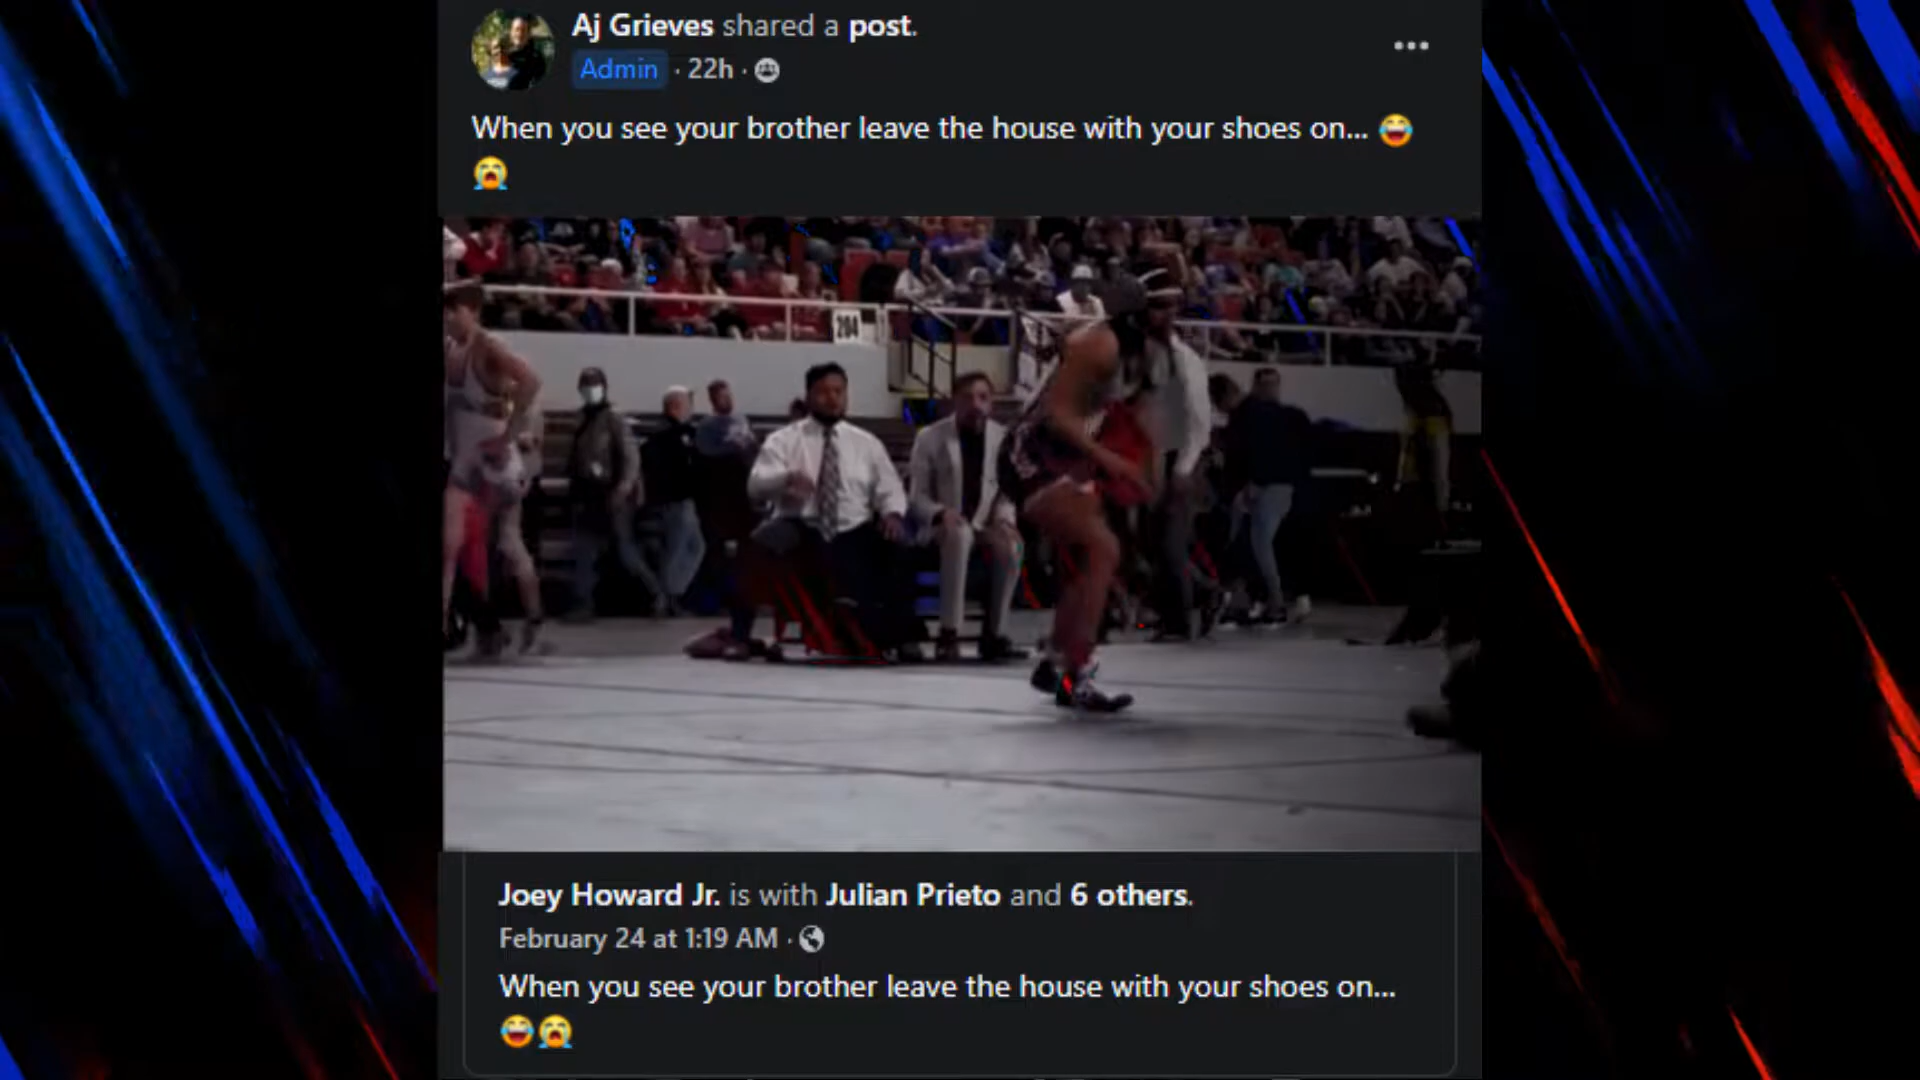 Aj Grieves shared a post.
Admin · 22h ·
When you see your brother leave the house with your shoes on... 😂
😭
204
Joey Howard Jr. is with Julian Prieto and 6 others.
February 24 at 1:19 AM ·
When you see your brother leave the house with your shoes on...
😂😭